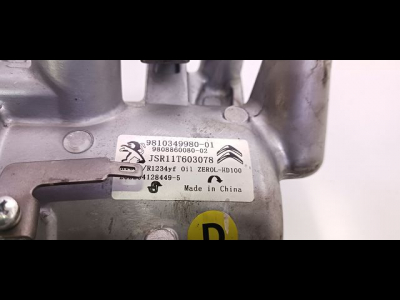 9810349980-01
9808860080-02
JSR11T603078
/R1234yf Oil ZEROL-HD100
4128449-5
Made in China
D